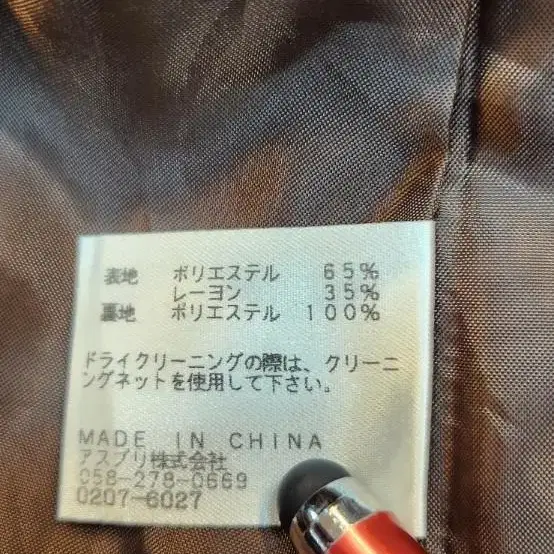 表地 ポリエステル 65%
レーヨン 35%
裏地 ポリエステル 100%
ドライクリーニングの際は、クリーニ
ングネットを使用して下さい。
MADE IN CHINA
アスプリ株式会社
058-278-0669
0207-6027